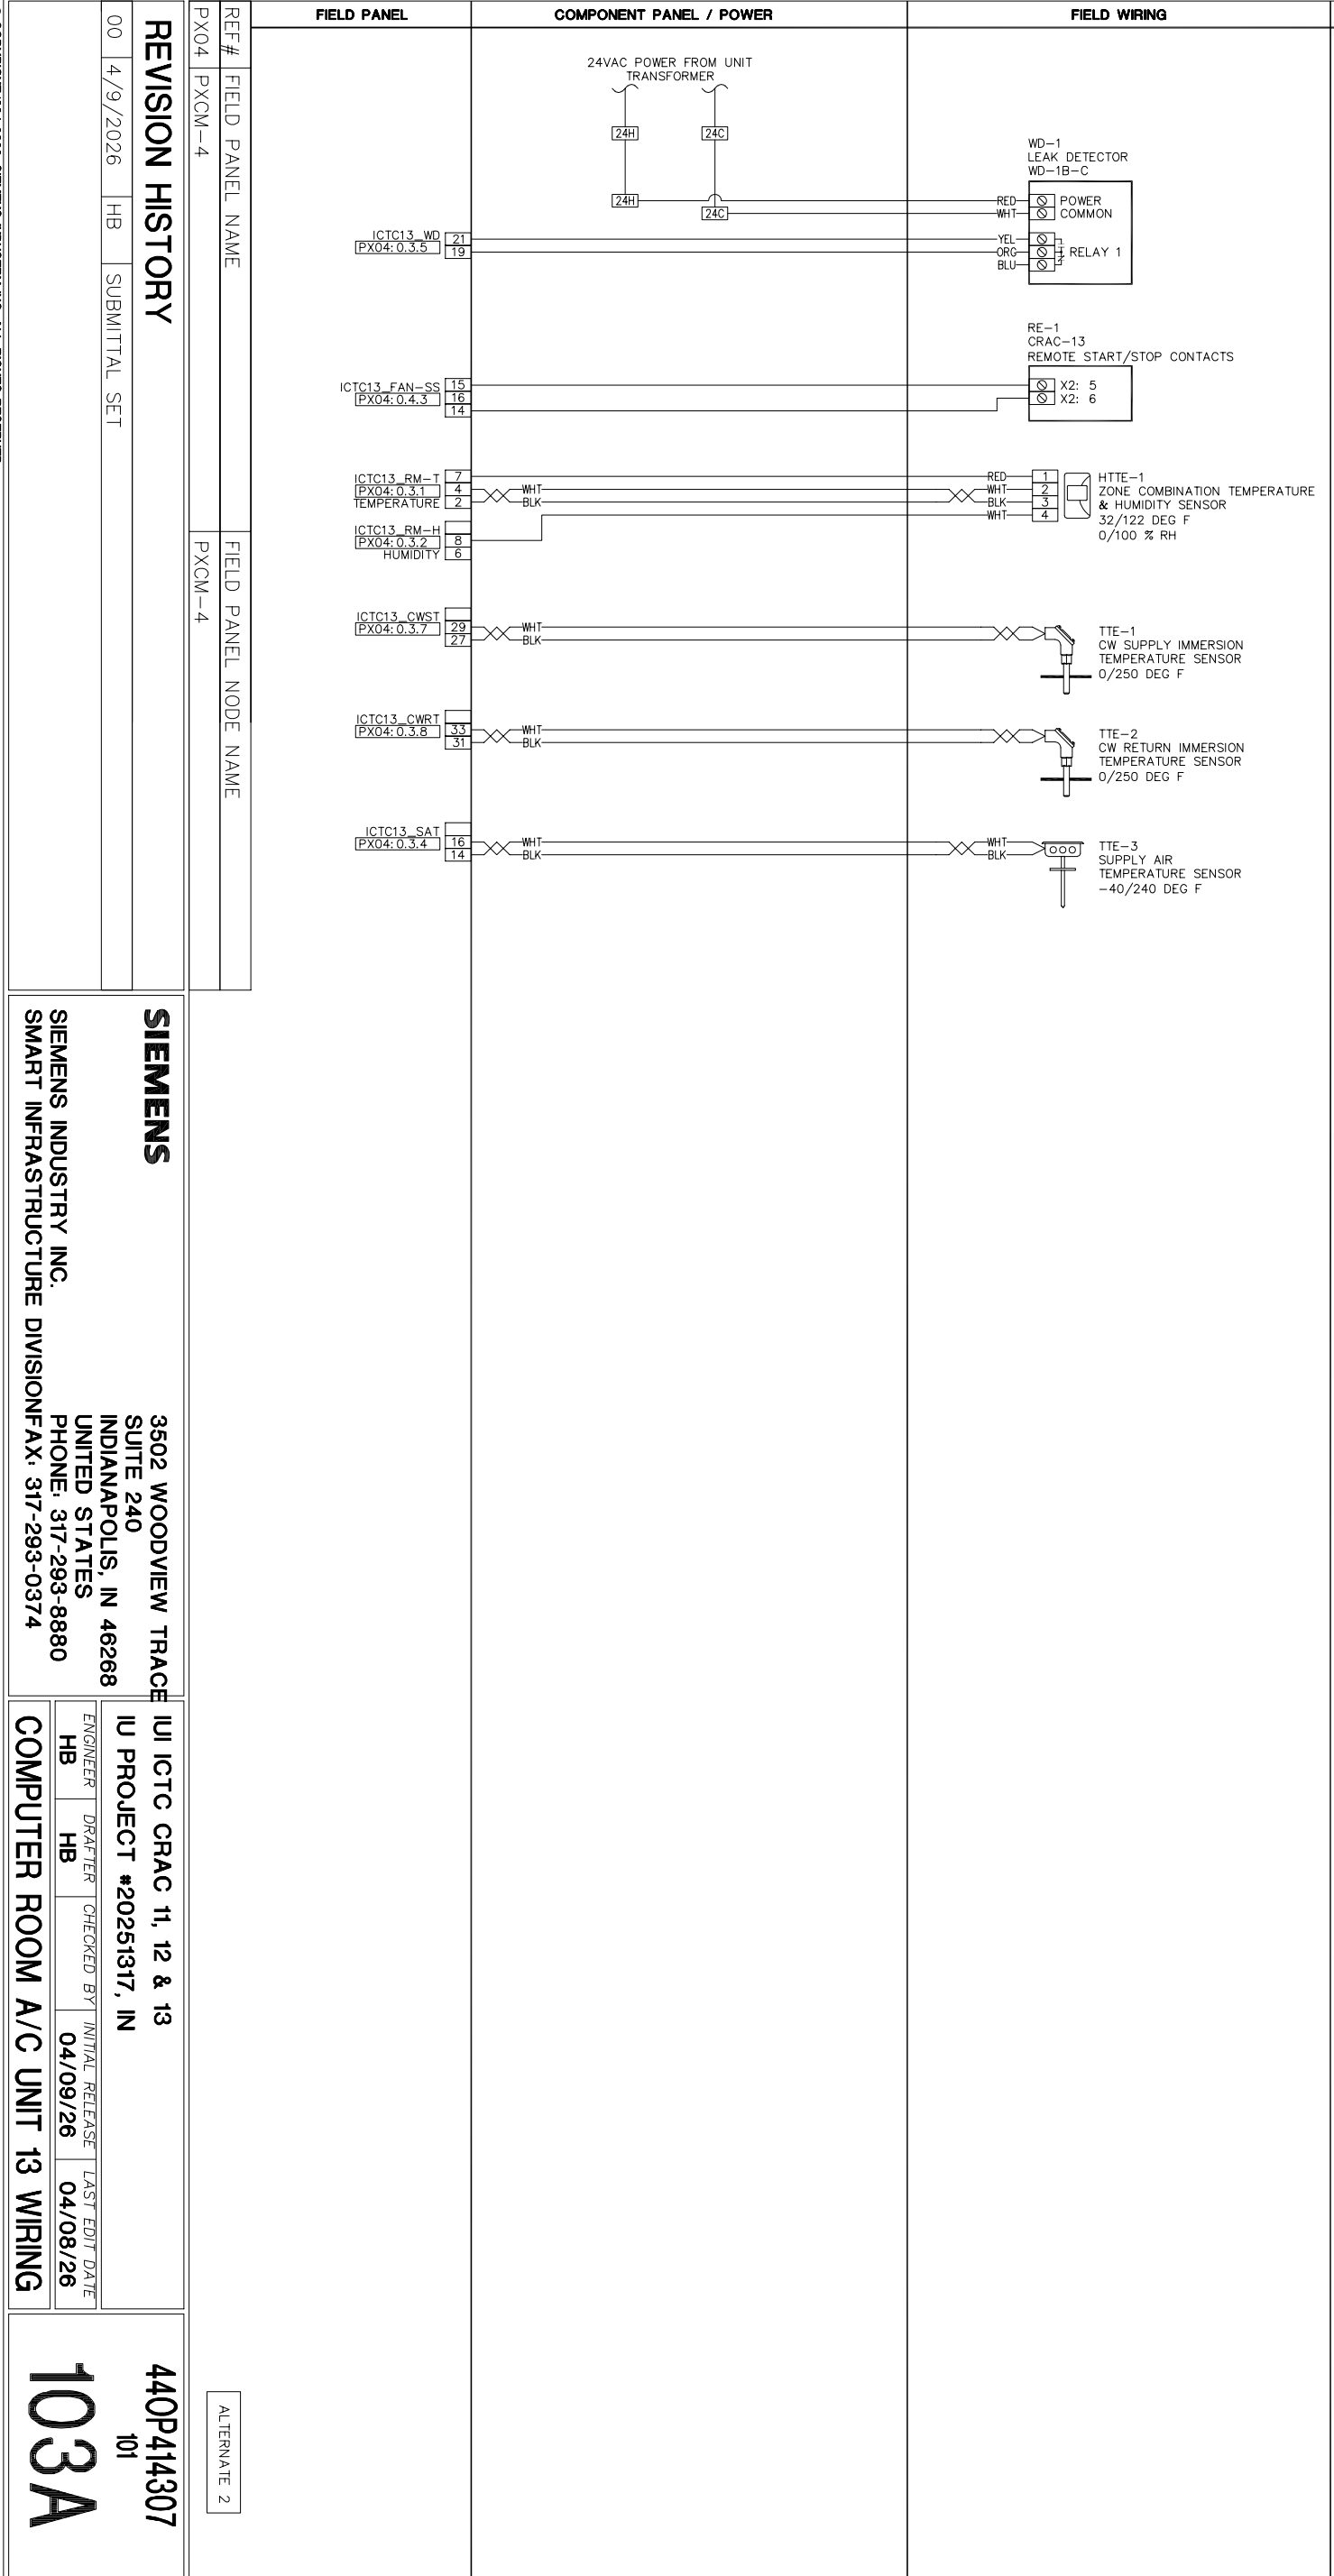 FIELD PANEL
COMPONENT PANEL / POWER
FIELD WIRING
24VAC POWER FROM UNIT
TRANSFORMER
24H
24C
24H
24C
WD-1
LEAK DETECTOR
WD-1B-C
RED
POWER
WHT
COMMON
YEL
ORG
RELAY 1
BLU
ICTC13_WD
PX04: 0.3.5
21
19
RE-1
CRAC-13
REMOTE START/STOP CONTACTS
X2: 5
X2: 6
ICTC13_FAN-SS
PX04: 0.4.3
15
16
14
ICTC13_RM-T
PX04: 0.3.1
TEMPERATURE
7
4
2
WHT
BLK
RED
WHT
BLK
WHT
1
2
3
4
HTTE-1
ZONE COMBINATION TEMPERATURE
& HUMIDITY SENSOR
32/122 DEG F
0/100 % RH
ICTC13_RM-H
PX04: 0.3.2
HUMIDITY
8
6
ICTC13_CWST
PX04: 0.3.7
29
27
WHT
BLK
TTE-1
CW SUPPLY IMMERSION
TEMPERATURE SENSOR
0/250 DEG F
ICTC13_CWRT
PX04: 0.3.8
33
31
WHT
BLK
TTE-2
CW RETURN IMMERSION
TEMPERATURE SENSOR
0/250 DEG F
ICTC13_SAT
PX04: 0.3.4
16
14
WHT
BLK
WHT
BLK
TTE-3
SUPPLY AIR
TEMPERATURE SENSOR
-40/240 DEG F
REF# FIELD PANEL NAME FIELD PANEL NODE NAME
PX04 PXCM-4 PXCM-4
REVISION HISTORY
00 4/9/2026 HB SUBMITTAL SET
SIEMENS
SIEMENS INDUSTRY INC.
SMART INFRASTRUCTURE DIVISION
3502 WOODVIEW TRACE
SUITE 240
INDIANAPOLIS, IN 46268
UNITED STATES
PHONE: 317-293-8880
FAX: 317-293-0374
IUI ICTC CRAC 11, 12 & 13
IU PROJECT #20251317, IN
ENGINEER DRAFTER CHECKED BY INITIAL RELEASE LAST EDIT DATE
HB HB 04/09/26 04/08/26
COMPUTER ROOM A/C UNIT 13 WIRING
ALTERNATE 2
440P414307
101
103A